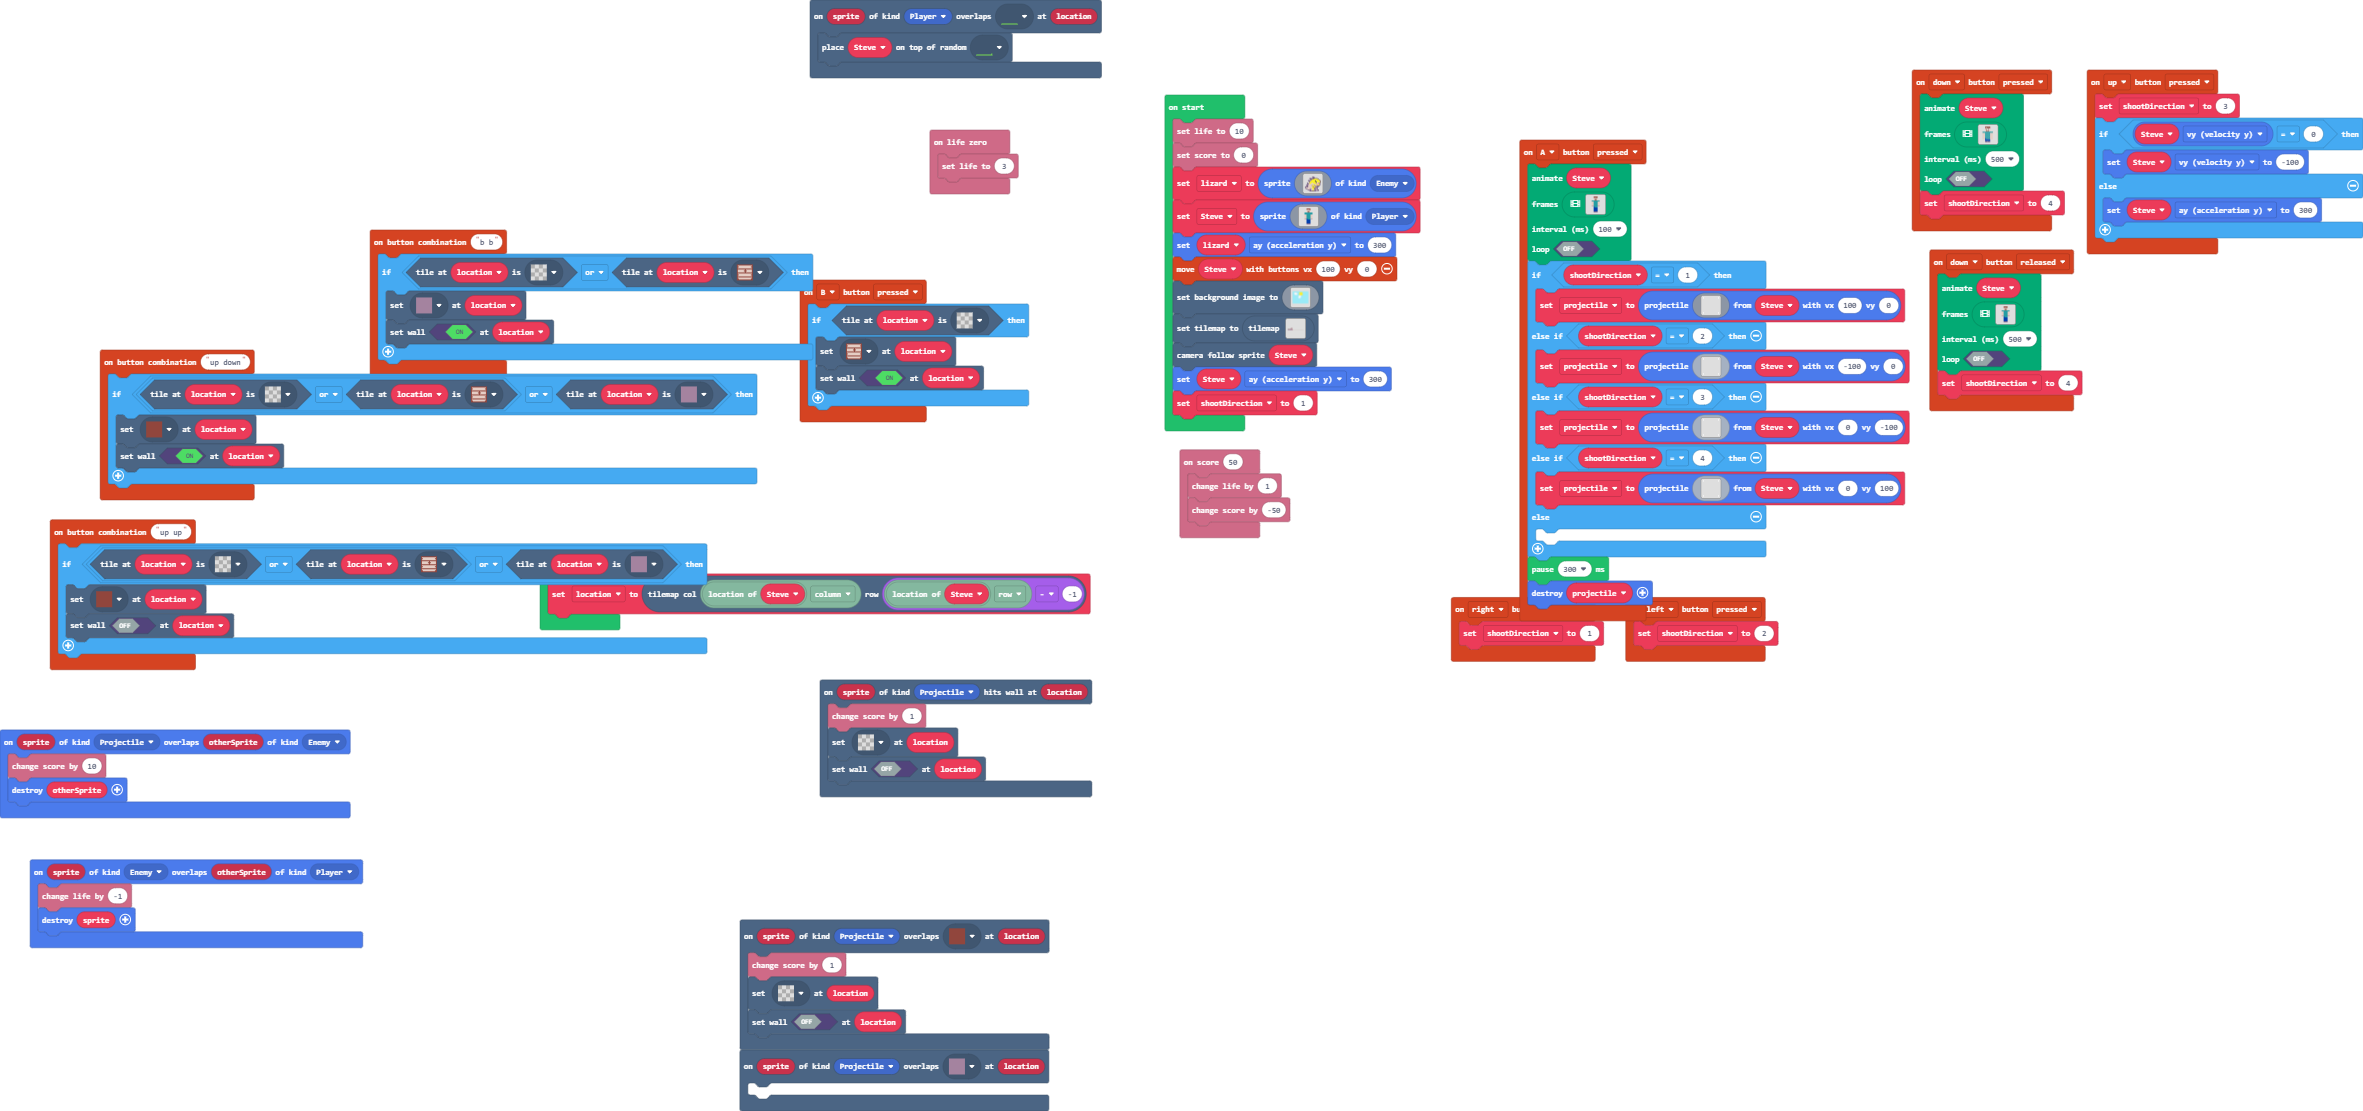 on sprite of kind Player overlaps at location
place Steve on top of random
on life zero
set life to 3
on button combination "b b"
if tile at location is or tile at location is then
set at location
set wall ON at location
on B button pressed
if tile at location is then
set at location
set wall ON at location
on button combination "up down"
if tile at location is or tile at location is or tile at location is then
set at location
set wall ON at location
on button combination "up up"
if tile at location is or tile at location is or tile at location is then
set at location
set wall OFF at location
set location to tilemap col location of Steve column row location of Steve row - -1
on sprite of kind Projectile hits wall at location
change score by 1
set at location
set wall OFF at location
on sprite of kind Projectile overlaps otherSprite of kind Enemy
change score by 10
destroy otherSprite
on sprite of kind Enemy overlaps otherSprite of kind Player
change life by -1
destroy sprite
on sprite of kind Projectile overlaps at location
change score by 1
set at location
set wall OFF at location
on sprite of kind Projectile overlaps at location
on start
set life to 10
set score to 0
set lizard to sprite of kind Enemy
set Steve to sprite of kind Player
set lizard ay (acceleration y) to 300
move Steve with buttons vx 100 vy 0
set background image to
set tilemap to tilemap
camera follow sprite Steve
set Steve ay (acceleration y) to 300
set shootDirection to 1
on score 50
change life by 1
change score by -50
on A button pressed
animate Steve
frames
interval (ms) 100
loop OFF
if shootDirection = 1 then
set projectile to projectile from Steve with vx 100 vy 0
else if shootDirection = 2 then
set projectile to projectile from Steve with vx -100 vy 0
else if shootDirection = 3 then
set projectile to projectile from Steve with vx 0 vy -100
else if shootDirection = 4 then
set projectile to projectile from Steve with vx 0 vy 100
else
pause 300 ms
destroy projectile
on right bu
set shootDirection to 1
left button pressed
set shootDirection to 2
on down button pressed
animate Steve
frames
interval (ms) 500
loop OFF
set shootDirection to 4
on down button released
animate Steve
frames
interval (ms) 500
loop OFF
set shootDirection to 4
on up button pressed
set shootDirection to 3
if Steve vy (velocity y) = 0 then
set Steve vy (velocity y) to -100
else
set Steve ay (acceleration y) to 300